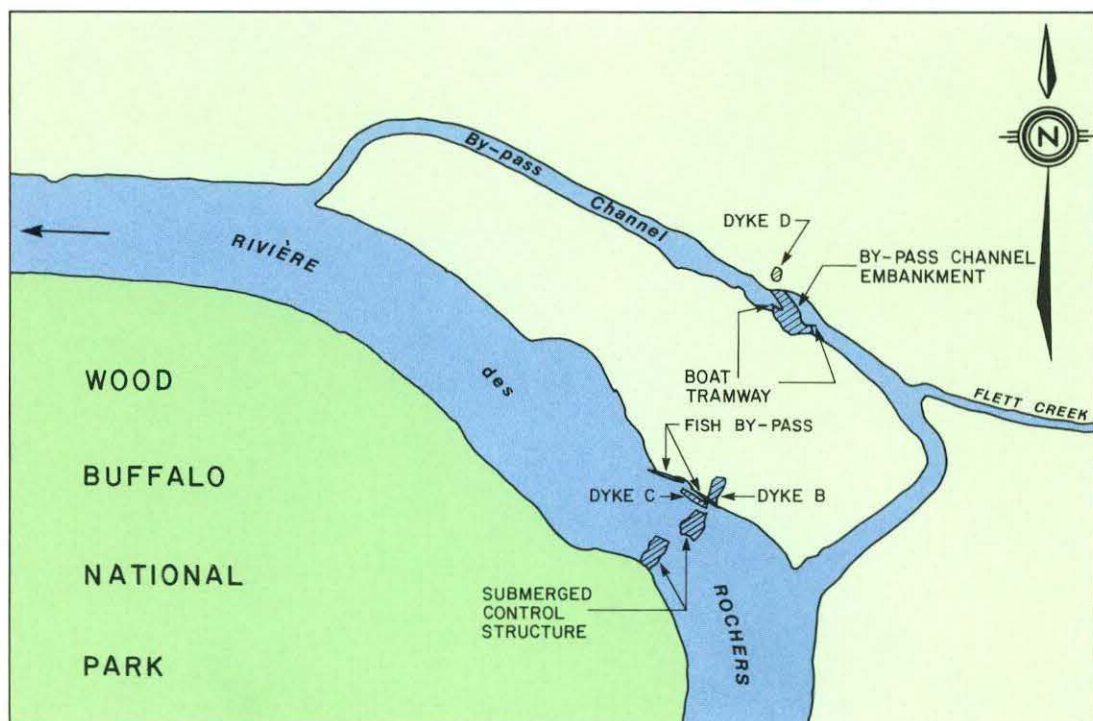 N
By-pass Channel
DYKE D
BY-PASS CHANNEL
EMBANKMENT
RIVIÈRE
des
ROCHERS
BOAT
TRAMWAY
FLETT CREEK
WOOD
BUFFALO
NATIONAL
PARK
FISH BY-PASS
DYKE C
DYKE B
SUBMERGED
CONTROL
STRUCTURE